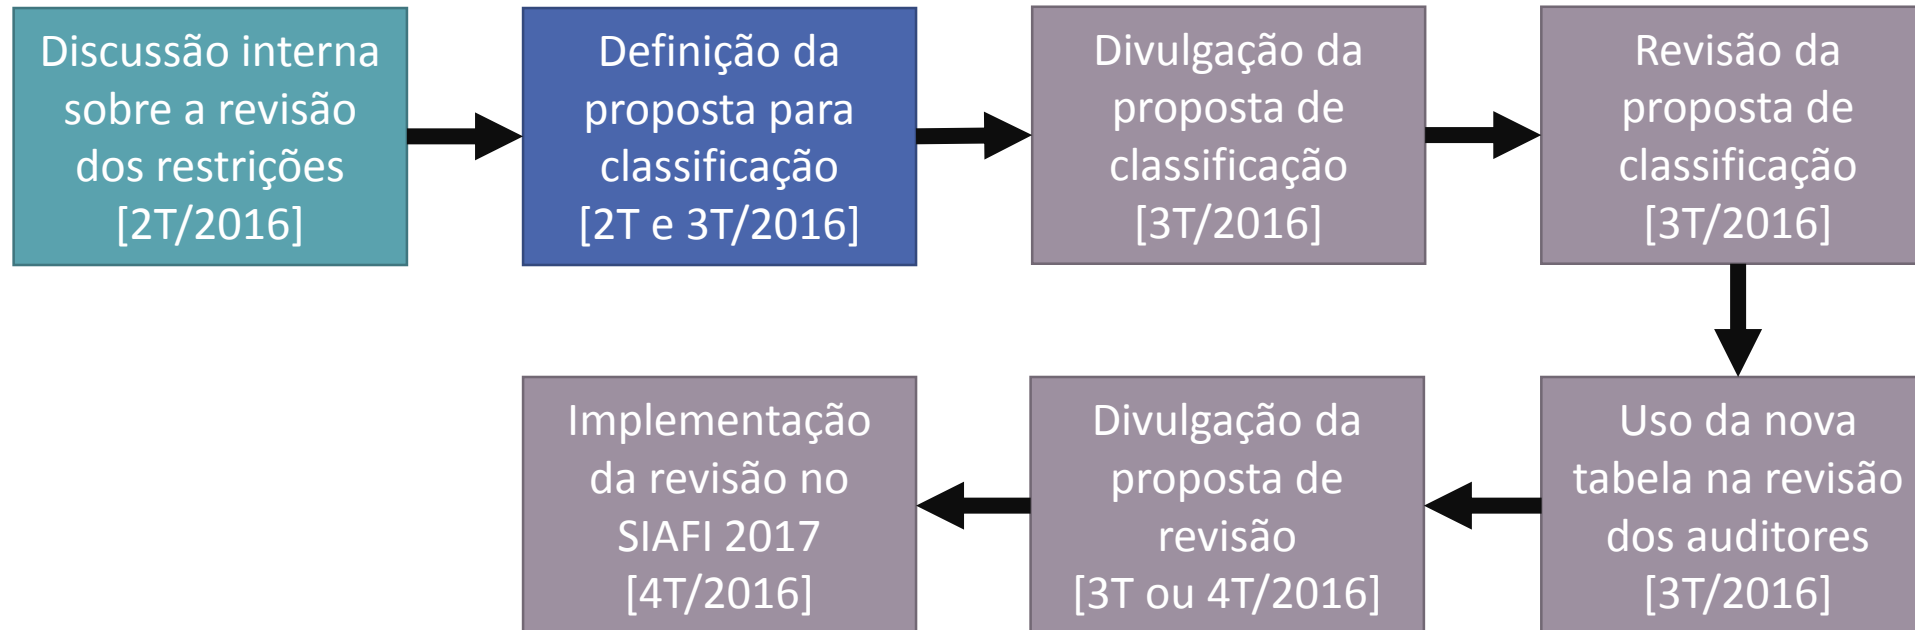 Discussão interna
sobre a revisão
dos restrições
[2T/2016]
Definição da
proposta para
classificação
[2T e 3T/2016]
Divulgação da
proposta de
classificação
[3T/2016]
Revisão da
proposta de
classificação
[3T/2016]
Uso da nova
tabela na revisão
dos auditores
[3T/2016]
Divulgação da
proposta de
revisão
[3T ou 4T/2016]
Implementação
da revisão no
SIAFI 2017
[4T/2016]